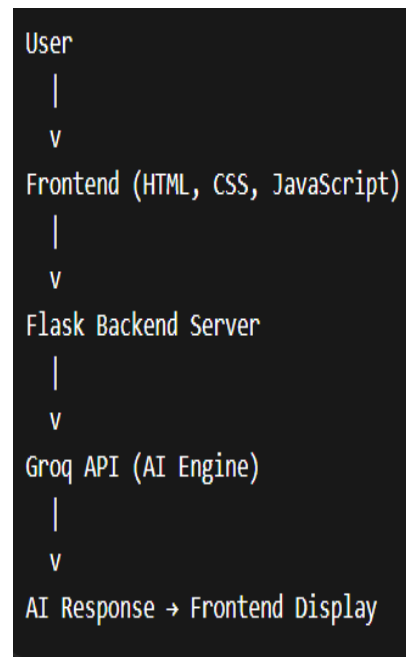 User
|
v
Frontend (HTML, CSS, JavaScript)
|
v
Flask Backend Server
|
v
Groq API (AI Engine)
|
v
AI Response → Frontend Display